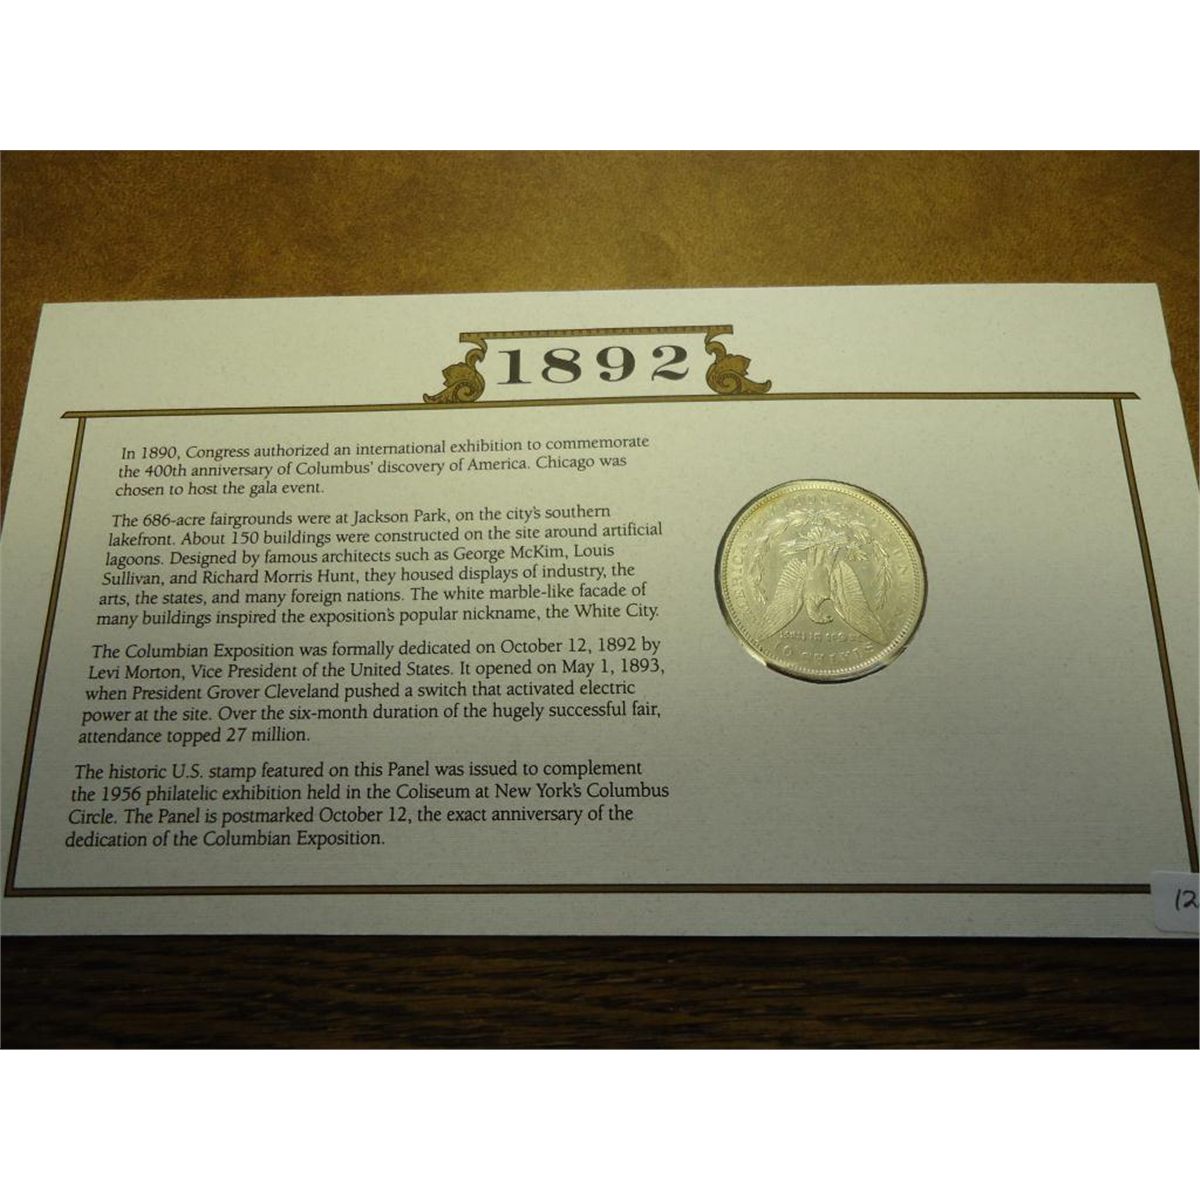 1892
In 1890, Congress authorized an international exhibition to commemorate
the 400th anniversary of Columbus' discovery of America. Chicago was
chosen to host the gala event.
The 686-acre fairgrounds were at Jackson Park, on the city's southern
lakefront. About 150 buildings were constructed on the site around artificial
lagoons. Designed by famous architects such as George McKim, Louis
Sullivan, and Richard Morris Hunt, they housed displays of industry, the
arts, the states, and many foreign nations. The white marble-like facade of
many buildings inspired the exposition's popular nickname, the White City.
The Columbian Exposition was formally dedicated on October 12, 1892 by
Levi Morton, Vice President of the United States. It opened on May 1, 1893,
when President Grover Cleveland pushed a switch that activated electric
power at the site. Over the six-month duration of the hugely successful fair,
attendance topped 27 million.
The historic U.S. stamp featured on this Panel was issued to complement
the 1956 philatelic exhibition held in the Coliseum at New York's Columbus
Circle. The Panel is postmarked October 12, the exact anniversary of the
dedication of the Columbian Exposition.
12